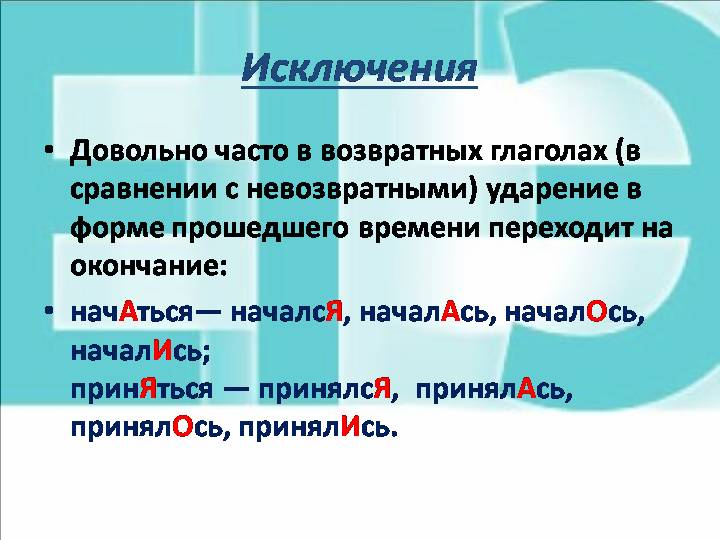 Исключения
• Довольно часто в возвратных глаголах (в
сравнении с невозвратными) ударение в
форме прошедшего времени переходит на
окончание:
• начАться— началсЯ, началАсь, началОсь,
началИсь;
принЯться — принялсЯ,  принялАсь,
принялОсь, принялИсь.